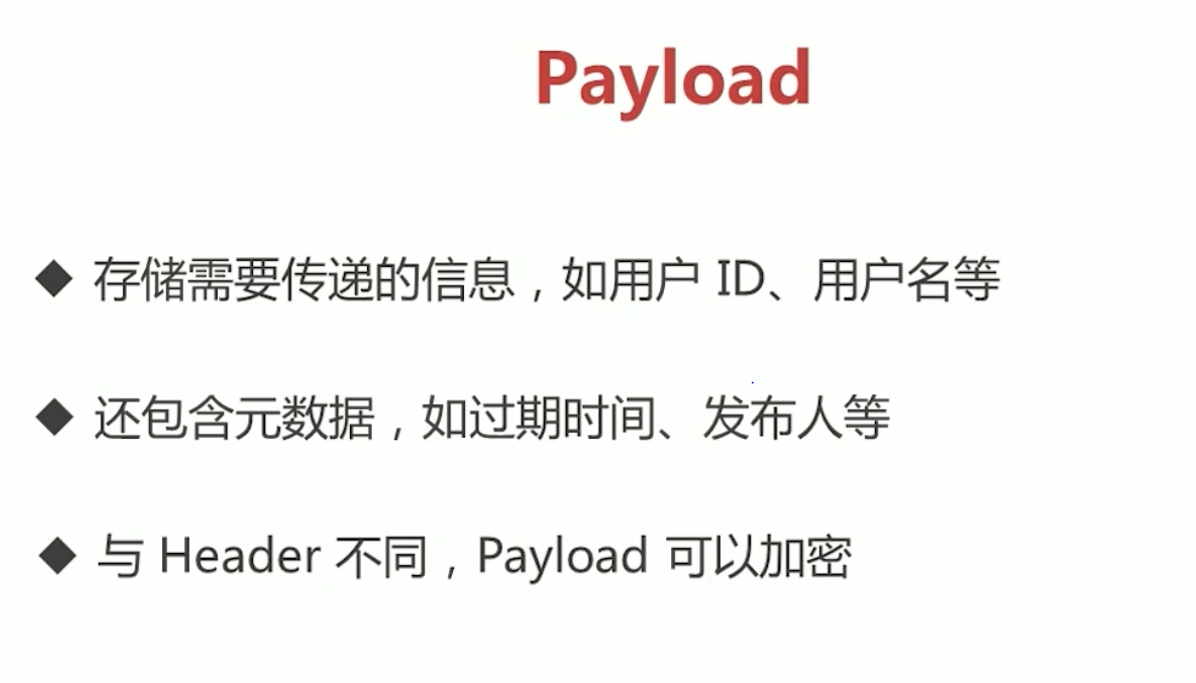 Payload
◆ 存储需要传递的信息，如用户 ID、用户名等
◆ 还包含元数据，如过期时间、发布人等
◆ 与 Header 不同，Payload 可以加密